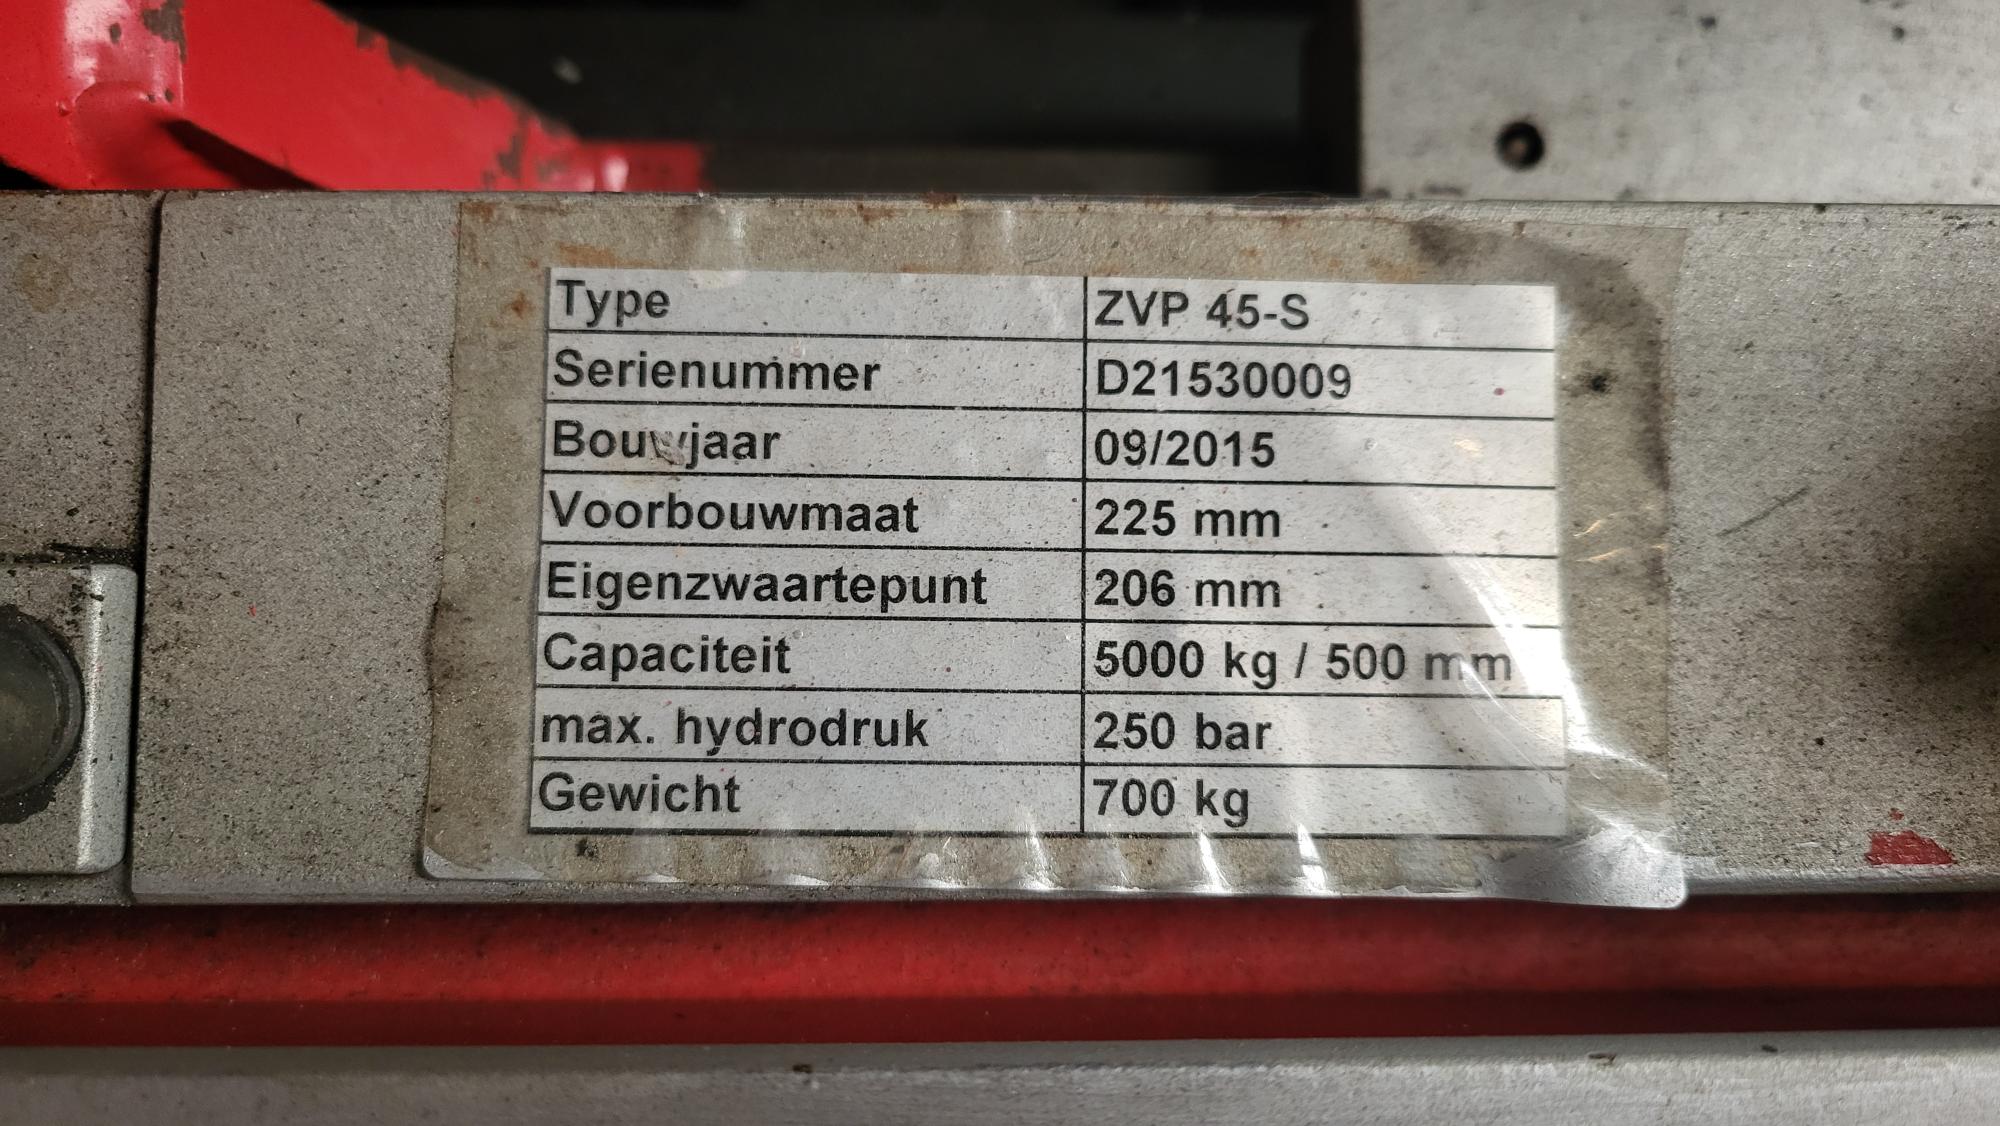 Type ZVP 45-S
Serienummer D21530009
Bouwjaar 09/2015
Voorbouwmaat 225 mm
Eigenzwaartepunt 206 mm
Capaciteit 5000 kg / 500 mm
max. hydrodruk 250 bar
Gewicht 700 kg